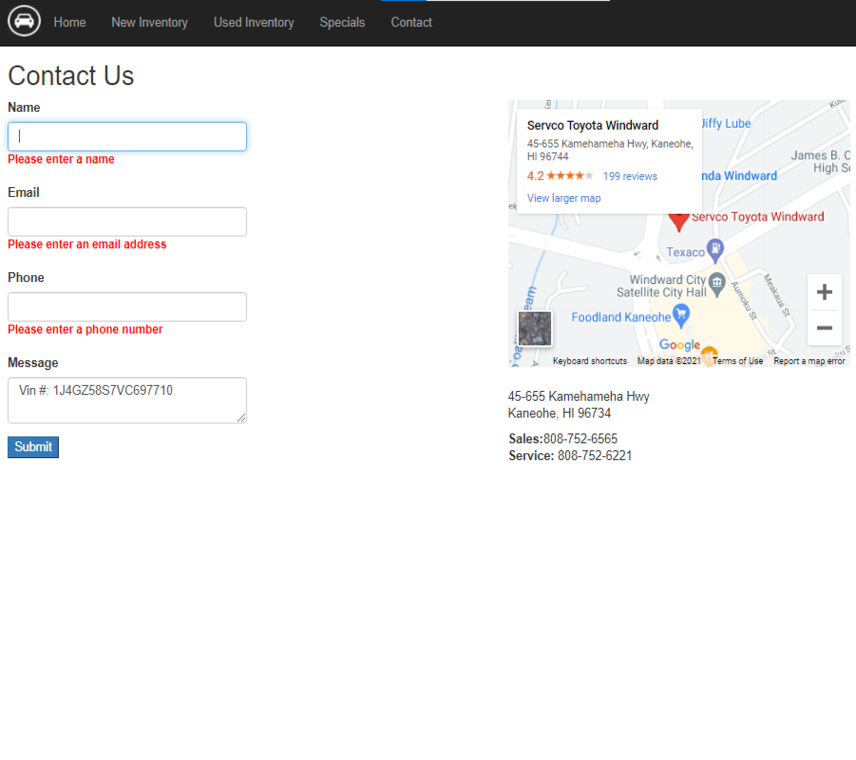 Home New Inventory Used Inventory Specials Contact
Contact Us
Name
Please enter a name
Email
Please enter an email address
Phone
Please enter a phone number
Message
Vin #: 1J4GZ58S7VC697710
Submit
Servco Toyota Windward
45-655 Kamehameha Hwy, Kaneohe,
HI 96744
4.2 199 reviews
View larger map
Jiffy Lube
James B. C
High Sc
nda Windward
Servco Toyota Windward
Texaco
Windward City
Satellite City Hall
Aumoku St
Meakaua St
Foodland Kaneohe
Google
Keyboard shortcuts Map data ©2021 Terms of Use Report a map error
45-655 Kamehameha Hwy
Kaneohe, HI 96734
Sales:808-752-6565
Service: 808-752-6221